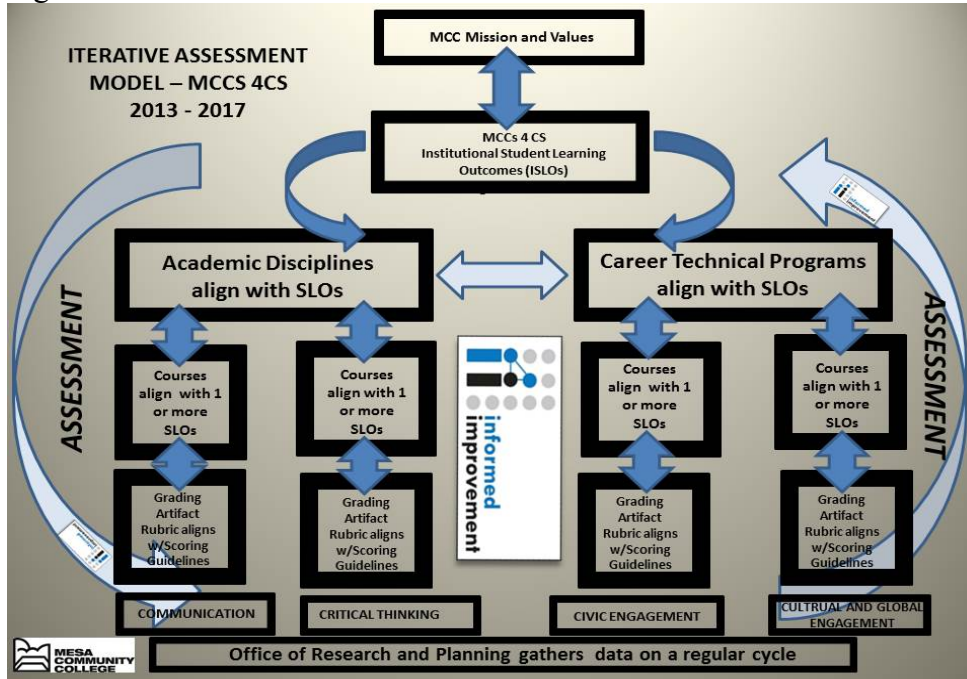 ITERATIVE ASSESSMENT
MODEL – MCCS 4CS
2013 - 2017
MCC Mission and Values
MCCs 4 CS
Institutional Student Learning
Outcomes (ISLOs)
Academic Disciplines
align with SLOs
Career Technical Programs
align with SLOs
ASSESSMENT
ASSESSMENT
Courses
align with 1
or more
SLOs
Courses
align with 1
or more
SLOs
informed
improvement
Courses
align with 1
or more
SLOs
Courses
align with 1
or more
SLOs
Grading
Artifact
Rubric aligns
w/Scoring
Guidelines
Grading
Artifact
Rubric aligns
w/Scoring
Guidelines
Grading
Artifact
Rubric aligns
w/Scoring
Guidelines
Grading
Artifact
Rubric aligns
w/Scoring
Guidelines
informed
improvement
informed
improvement
COMMUNICATION
CRITICAL THINKING
CIVIC ENGAGEMENT
CULTRUAL AND GLOBAL
ENGAGEMENT
MESA
COMMUNITY
COLLEGE
Office of Research and Planning gathers data on a regular cycle